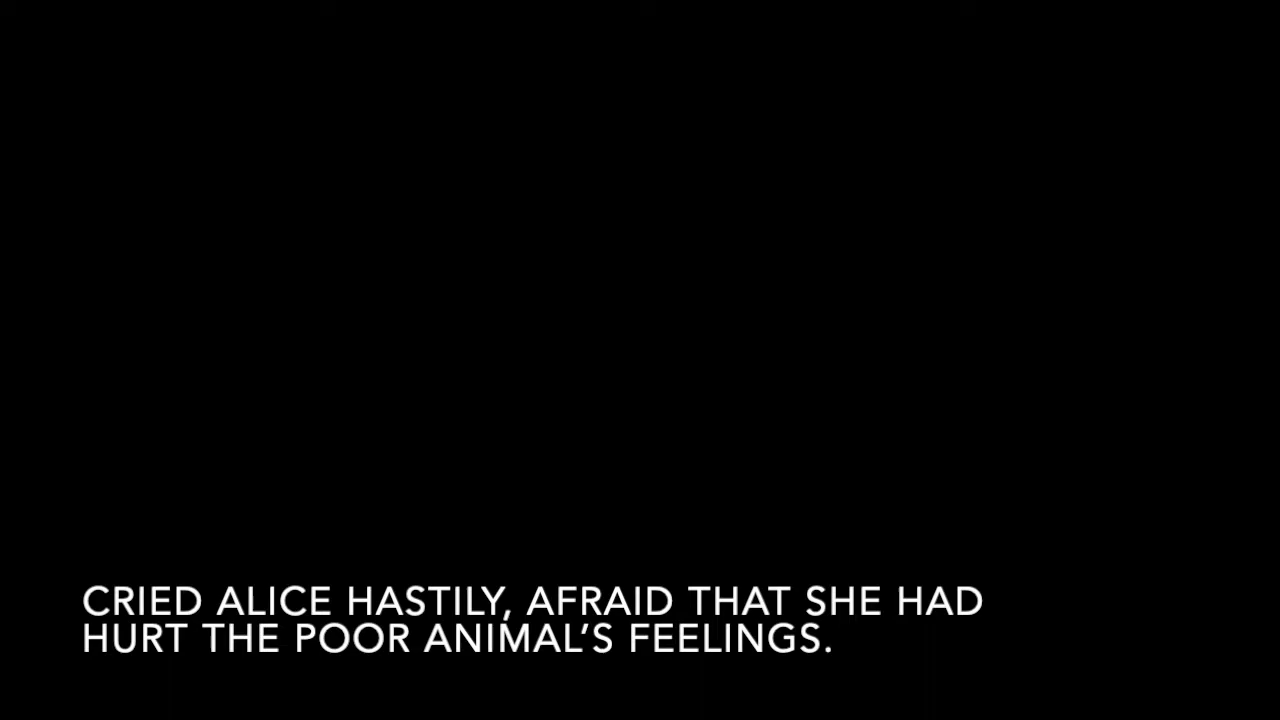 CRIED ALICE HASTILY, AFRAID THAT SHE HAD
HURT THE POOR ANIMAL‘S FEELINGS.